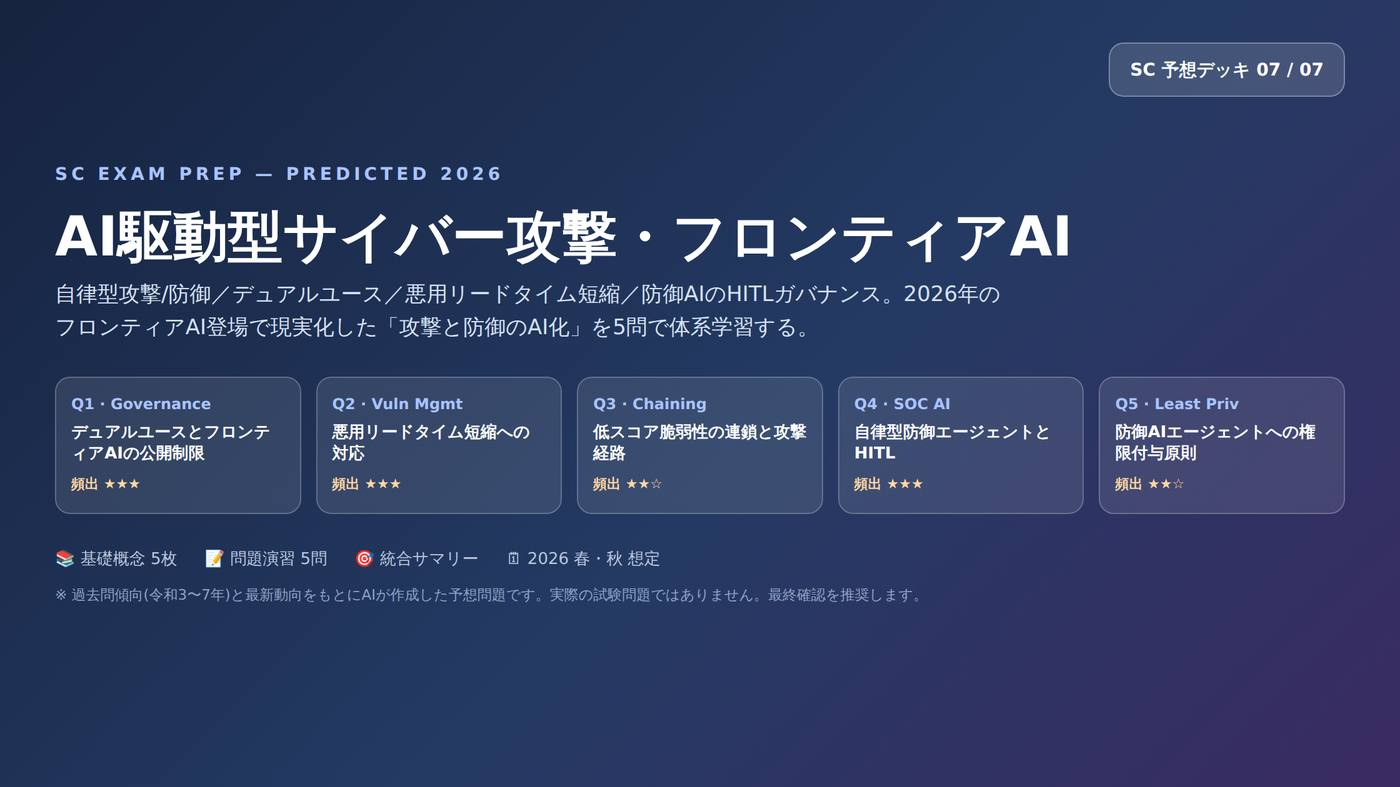 SC 予想デッキ 07 / 07
SC EXAM PREP — PREDICTED 2026
AI駆動型サイバー攻撃・フロンティアAI
自律型攻撃/防御／デュアルユース／悪用リードタイム短縮／防御AIのHITLガバナンス。2026年の
フロンティアAI登場で現実化した「攻撃と防御のAI化」を5問で体系学習する。
Q1 · Governance
デュアルユースとフロンテ
ィアAIの公開制限
頻出 ★★★
Q2 · Vuln Mgmt
悪用リードタイム短縮への
対応
頻出 ★★★
Q3 · Chaining
低スコア脆弱性の連鎖と攻撃
経路
頻出 ★★☆
Q4 · SOC AI
自律型防御エージェントと
HITL
頻出 ★★★
Q5 · Least Priv
防御AIエージェントへの権
限付与原則
頻出 ★★☆
📚 基礎概念 5枚 📝 問題演習 5問 🎯 統合サマリー 🗓 2026 春・秋 想定
※ 過去問傾向(令和3〜7年)と最新動向をもとにAIが作成した予想問題です。実際の試験問題ではありません。最終確認を推奨します。